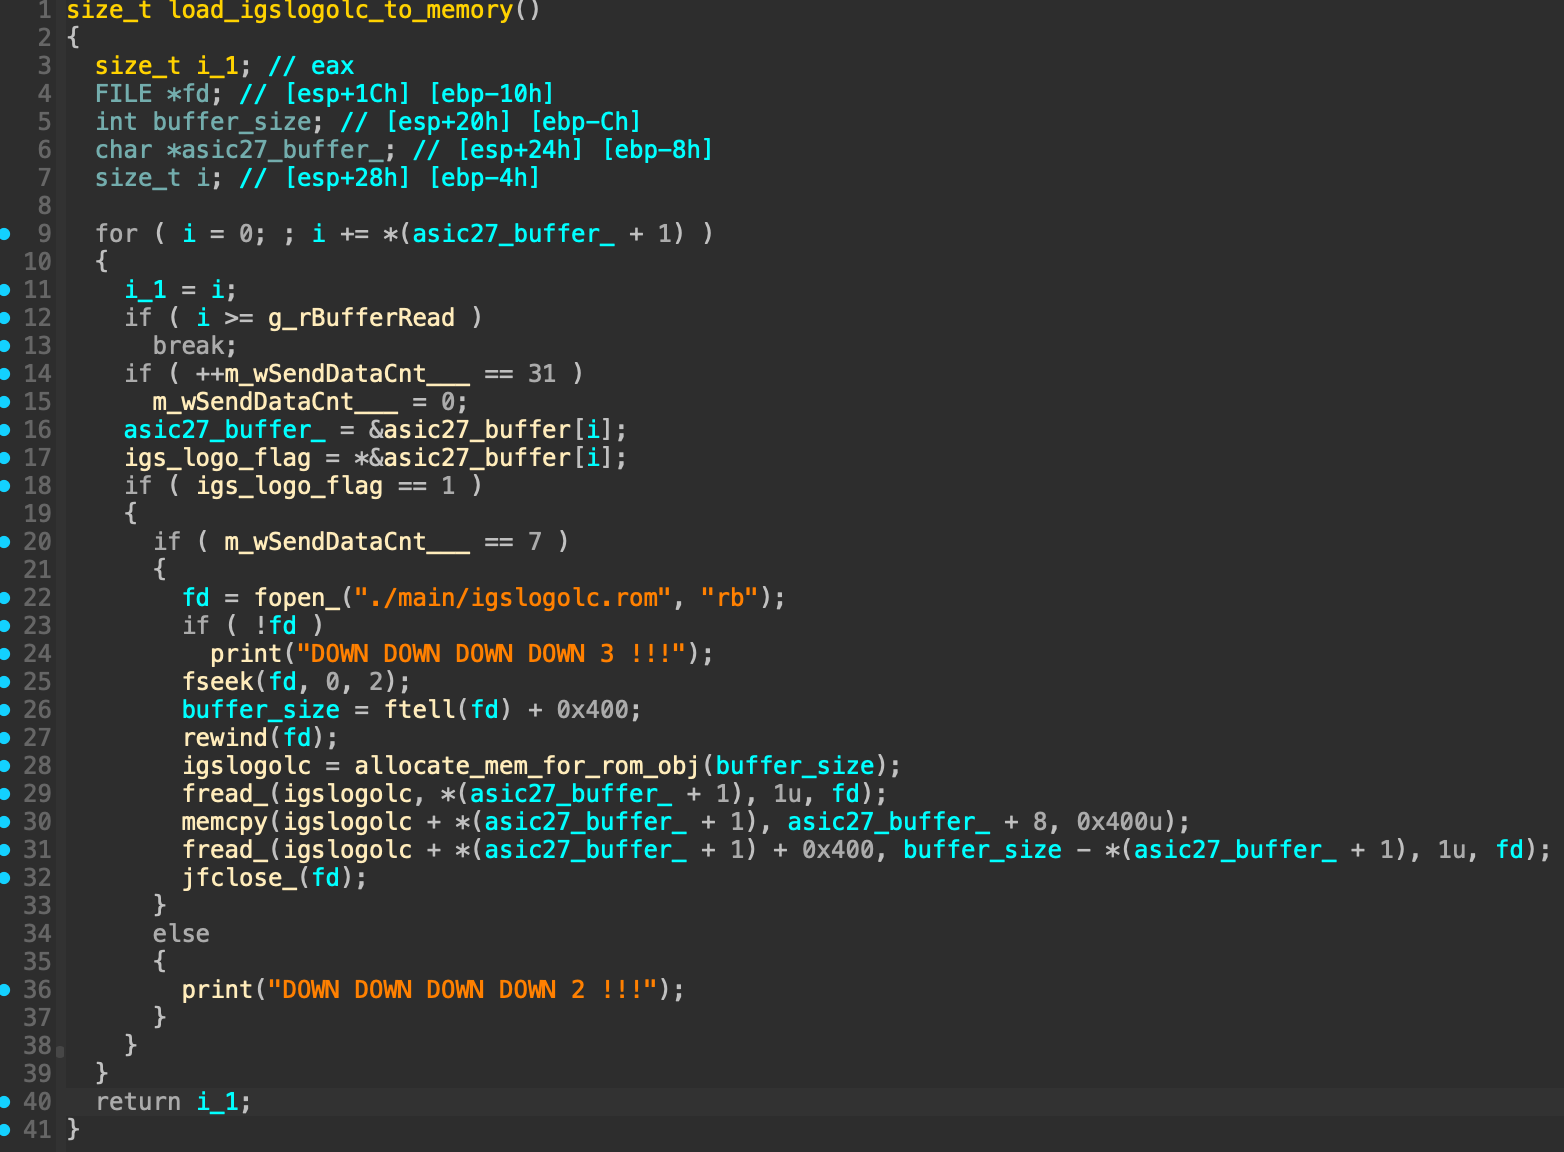 1 size_t load_igslogolc_to_memory()
2 {
3   size_t i_1; // eax
4   FILE *fd; // [esp+1Ch] [ebp-10h]
5   int buffer_size; // [esp+20h] [ebp-Ch]
6   char *asic27_buffer_; // [esp+24h] [ebp-8h]
7   size_t i; // [esp+28h] [ebp-4h]
8
9   for ( i = 0; ; i += *(asic27_buffer_ + 1) )
10   {
11     i_1 = i;
12     if ( i >= g_rBufferRead )
13       break;
14     if ( ++m_wSendDataCnt___ == 31 )
15       m_wSendDataCnt___ = 0;
16     asic27_buffer_ = &asic27_buffer[i];
17     igs_logo_flag = *&asic27_buffer[i];
18     if ( igs_logo_flag == 1 )
19     {
20       if ( m_wSendDataCnt___ == 7 )
21       {
22         fd = fopen_("./main/igslogolc.rom", "rb");
23         if ( !fd )
24           print("DOWN DOWN DOWN DOWN 3 !!!");
25         fseek(fd, 0, 2);
26         buffer_size = ftell(fd) + 0x400;
27         rewind(fd);
28         igslogolc = allocate_mem_for_rom_obj(buffer_size);
29         fread_(igslogolc, *(asic27_buffer_ + 1), 1u, fd);
30         memcpy(igslogolc + *(asic27_buffer_ + 1), asic27_buffer_ + 8, 0x400u);
31         fread_(igslogolc + *(asic27_buffer_ + 1) + 0x400, buffer_size - *(asic27_buffer_ + 1), 1u, fd);
32         jfclose_(fd);
33       }
34       else
35       {
36         print("DOWN DOWN DOWN DOWN 2 !!!");
37       }
38     }
39   }
40   return i_1;
41 }